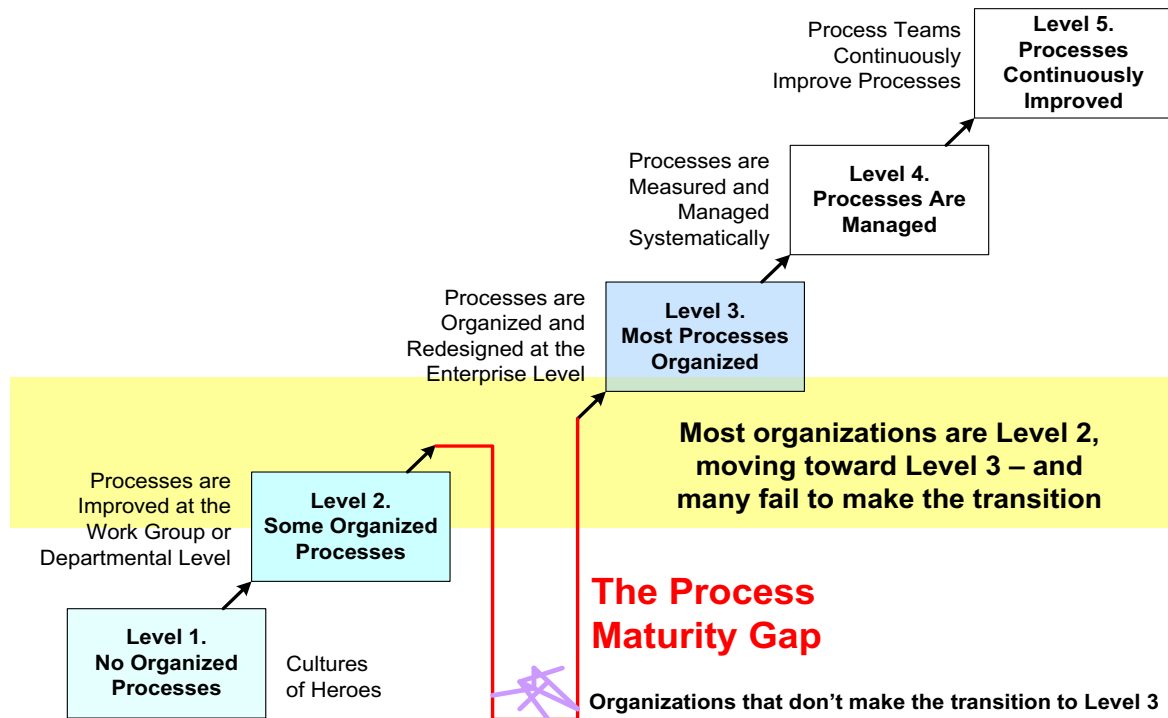 Process Teams
Continuously
Improve Processes
Level 5.
Processes
Continuously
Improved
Processes are
Measured and
Managed
Systematically
Level 4.
Processes Are
Managed
Processes are
Organized and
Redesigned at the
Enterprise Level
Level 3.
Most Processes
Organized
Most organizations are Level 2,
moving toward Level 3 – and
many fail to make the transition
Processes are
Improved at the
Work Group or
Departmental Level
Level 2.
Some Organized
Processes
The Process
Maturity Gap
Level 1.
No Organized
Processes
Cultures
of Heroes
Organizations that don’t make the transition to Level 3